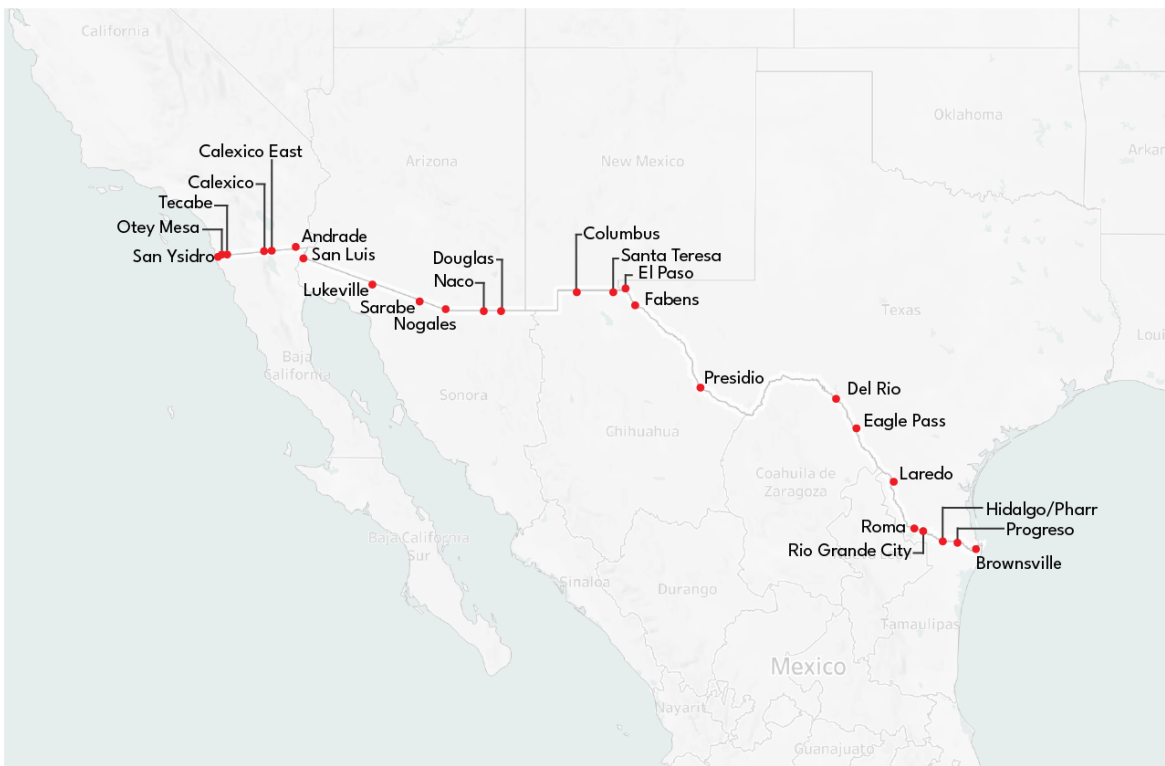 California
Oklahoma
Arkan
Calexico East
Arizona
New Mexico
Calexico
Tecabe
Otey Mesa
Andrade
Columbus
San Ysidro
San Luis
Douglas
Santa Teresa
El Paso
Naco
Lukeville
Fabens
Sarabe
Texas
Nogales
Loui
Baja
California
Presidio
Del Rio
Sonora
Eagle Pass
Chihuahua
Coahuila de
Zaragoza
Laredo
Hidalgo/Pharr
Roma
Progreso
Baja California
Sur
Rio Grande City
Brownsville
Sinaloa
Durango
Tamaulipas
Mexico
Nayarit
Guanajuato